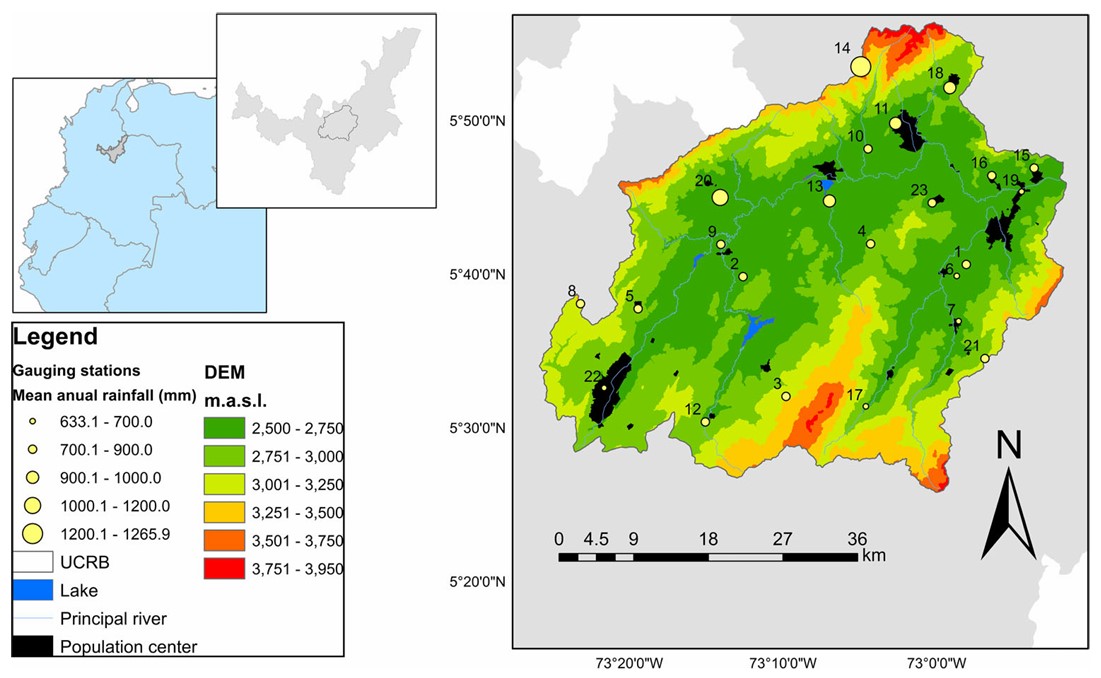 Legend
Gauging stations
Mean anual rainfall (mm)
633.1 - 700.0
700.1 - 900.0
900.1 - 1000.0
1000.1 - 1200.0
1200.1 - 1265.9
UCRB
Lake
Principal river
Population center
DEM
m.a.s.l.
2,500 - 2,750
2,751 - 3,000
3,001 - 3,250
3,251 - 3,500
3,501 - 3,750
3,751 - 3,950
5°50'0"N
5°40'0"N
5°30'0"N
5°20'0"N
14
18
11
10
16
15
20
13
23
19
9
4
2
1
6
8
5
7
21
22
3
12
17
N
0 4.5 9 18 27 36
km
73°20'0"W 73°10'0"W 73°0'0"W